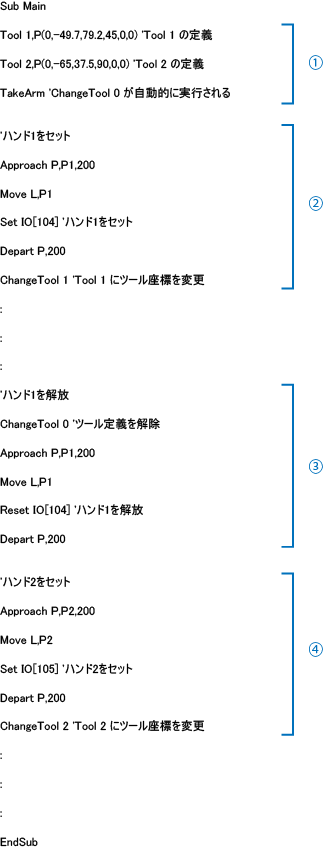 Sub Main
Tool 1,P(0,-49.7,79.2,45,0,0) 'Tool 1 の定義
Tool 2,P(0,-65,37.5,90,0,0) 'Tool 2 の定義
TakeArm 'ChangeTool 0 が自動的に実行される
①
'ハンド1をセット
Approach P,P1,200
Move L,P1
Set IO[104] 'ハンド1をセット
Depart P,200
ChangeTool 1 'Tool 1 にツール座標を変更
②
:
:
:
'ハンド1を解放
ChangeTool 0 'ツール定義を解除
Approach P,P1,200
Move L,P1
Reset IO[104] 'ハンド1を解放
Depart P,200
③
'ハンド2をセット
Approach P,P2,200
Move L,P2
Set IO[105] 'ハンド2をセット
Depart P,200
ChangeTool 2 'Tool 2 にツール座標を変更
④
:
:
:
EndSub